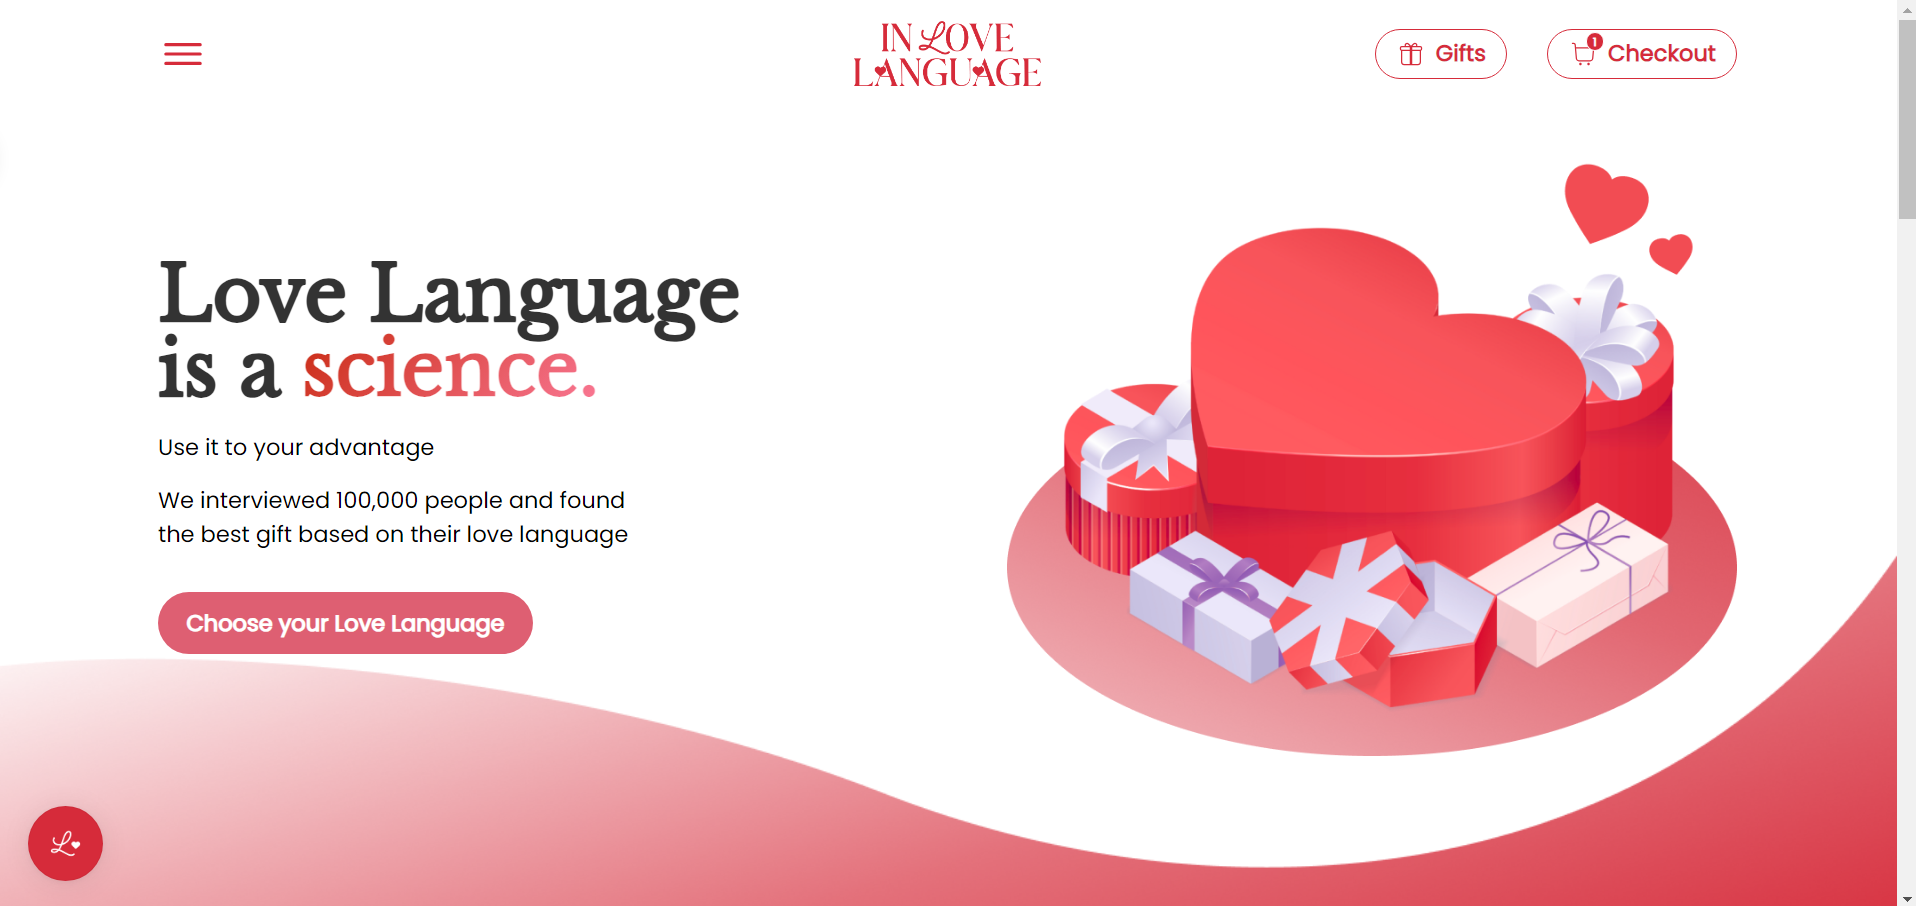 IN LOVE
LANGUAGE
Gifts
1
Checkout
Love Language
is a science.
Use it to your advantage
We interviewed 100,000 people and found
the best gift based on their love language
Choose your Love Language
L